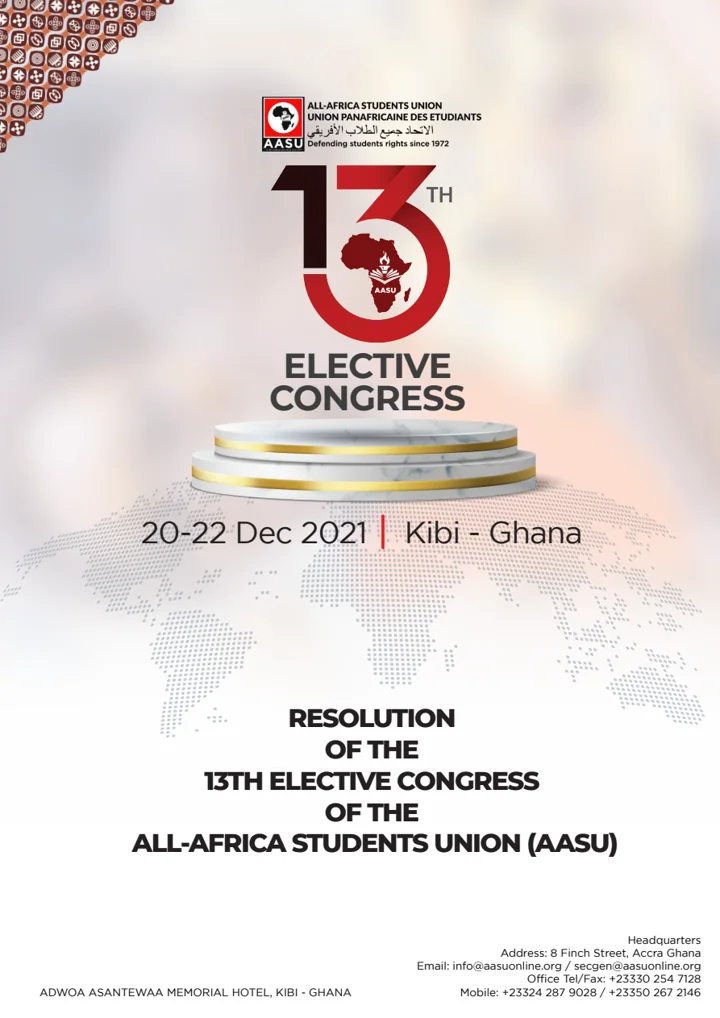 ALL-AFRICA STUDENTS UNION
UNION PANAFRICAINE DES ETUDIANTS
الاتحاد جميع الطلاب الأفريقي
AASU Defending students rights since 1972
13TH
AASU
ELECTIVE
CONGRESS
20-22 Dec 2021 | Kibi - Ghana
RESOLUTION
OF THE
13TH ELECTIVE CONGRESS
OF THE
ALL-AFRICA STUDENTS UNION (AASU)
Headquarters
Address: 8 Finch Street, Accra Ghana
Email: info@aasuonline.org / secgen@aasuonline.org
Office Tel/Fax: +23330 254 7128
Mobile: +23324 287 9028 / +23350 267 2146
ADWOA ASANTEWAA MEMORIAL HOTEL, KIBI - GHANA